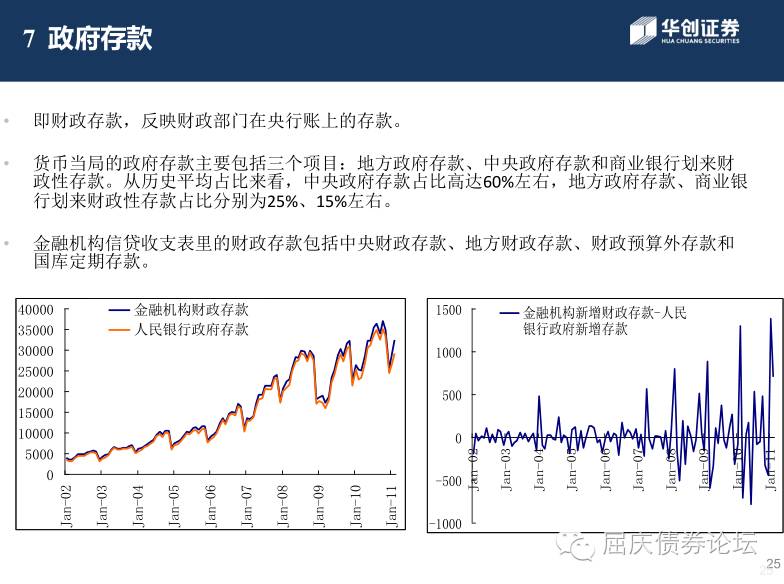 7 政府存款
华创证券
HUA CHUANG SECURITIES
• 即财政存款，反映财政部门在央行账上的存款。
• 货币当局的政府存款主要包括三个项目：地方政府存款、中央政府存款和商业银行划来财
政性存款。从历史平均占比来看，中央政府存款占比高达60%左右，地方政府存款、商业银
行划来财政性存款占比分别为25%、15%左右。
• 金融机构信贷收支表里的财政存款包括中央财政存款、地方财政存款、财政预算外存款和
国库定期存款。
金融机构财政存款
人民银行政府存款
40000
35000
30000
25000
20000
15000
10000
5000
0
Jan-02
Jan-03
Jan-04
Jan-05
Jan-06
Jan-07
Jan-08
Jan-09
Jan-10
Jan-11
金融机构新增财政存款-人民
银行政府新增存款
1500
1000
500
0
-500
-1000
Jan-02
Jan-03
Jan-04
Jan-05
Jan-06
Jan-07
Jan-08
Jan-09
Jan-10
Jan-11
屈庆债券论坛
25